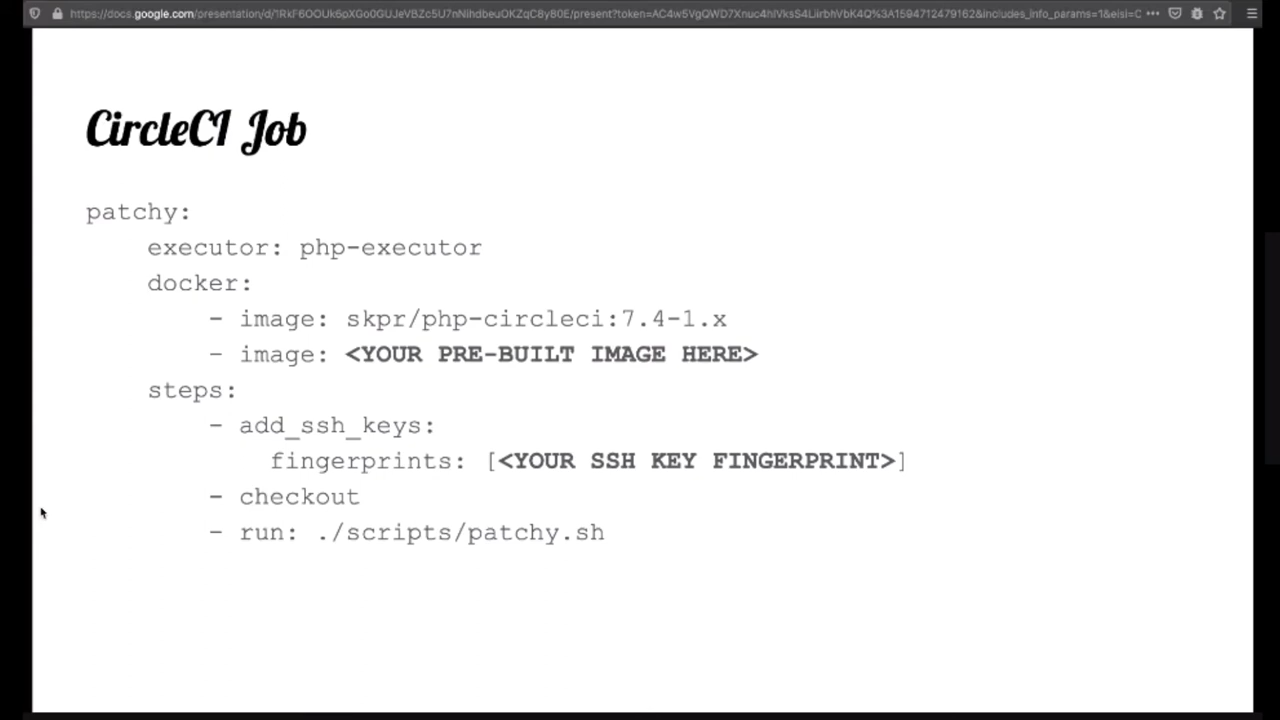 CircleCI Job
patchy:
executor: php-executor
docker:
- image: skpr/php-circleci:7.4-1.x
- image: <YOUR PRE-BUILT IMAGE HERE>
steps:
- add_ssh_keys:
fingerprints: [<YOUR SSH KEY FINGERPRINT>]
- checkout
- run: ./scripts/patchy.sh